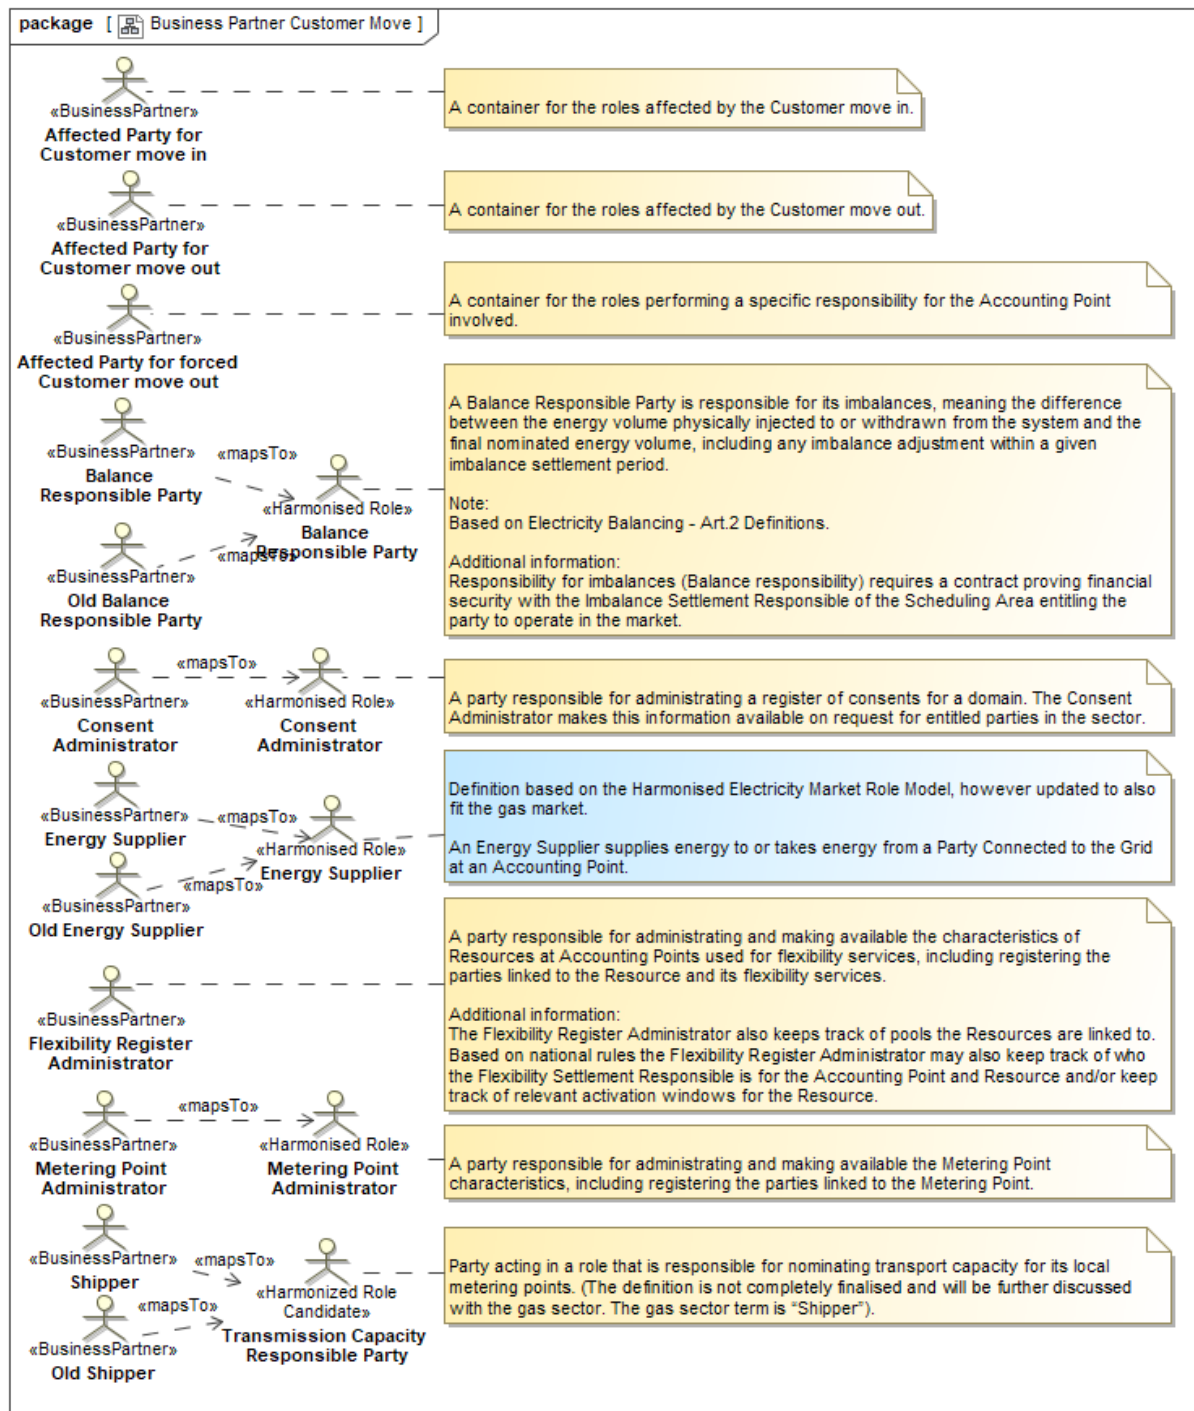 package [ Business Partner Customer Move ]
«BusinessPartner»
Affected Party for
Customer move in
A container for the roles affected by the Customer move in.
«BusinessPartner»
Affected Party for
Customer move out
A container for the roles affected by the Customer move out.
«BusinessPartner»
Affected Party for forced
Customer move out
A container for the roles performing a specific responsibility for the Accounting Point
involved.
«BusinessPartner»
Balance
Responsible Party
«mapsTo»
«Harmonised Role»
Balance
Responsible Party
«mapsTo»
«BusinessPartner»
Old Balance
Responsible Party
A Balance Responsible Party is responsible for its imbalances, meaning the difference
between the energy volume physically injected to or withdrawn from the system and the
final nominated energy volume, including any imbalance adjustment within a given
imbalance settlement period.
Note:
Based on Electricity Balancing - Art.2 Definitions.
Additional information:
Responsibility for imbalances (Balance responsibility) requires a contract proving financial
security with the Imbalance Settlement Responsible of the Scheduling Area entitling the
party to operate in the market.
«BusinessPartner»
Consent
Administrator
«mapsTo»
«Harmonised Role»
Consent
Administrator
A party responsible for administrating a register of consents for a domain. The Consent
Administrator makes this information available on request for entitled parties in the sector.
«BusinessPartner»
Energy Supplier
«mapsTo»
«Harmonised Role»
Energy Supplier
«mapsTo»
«BusinessPartner»
Old Energy Supplier
Definition based on the Harmonised Electricity Market Role Model, however updated to also
fit the gas market.
An Energy Supplier supplies energy to or takes energy from a Party Connected to the Grid
at an Accounting Point.
«BusinessPartner»
Flexibility Register
Administrator
A party responsible for administrating and making available the characteristics of
Resources at Accounting Points used for flexibility services, including registering the
parties linked to the Resource and its flexibility services.
Additional information:
The Flexibility Register Administrator also keeps track of pools the Resources are linked to.
Based on national rules the Flexibility Register Administrator may also keep track of who
the Flexibility Settlement Responsible is for the Accounting Point and Resource and/or keep
track of relevant activation windows for the Resource.
«BusinessPartner»
Metering Point
Administrator
«mapsTo»
«Harmonised Role»
Metering Point
Administrator
A party responsible for administrating and making available the Metering Point
characteristics, including registering the parties linked to the Metering Point.
«BusinessPartner»
Shipper
«mapsTo»
«Harmonized Role
Candidate»
Transmission Capacity
Responsible Party
«mapsTo»
«BusinessPartner»
Old Shipper
Party acting in a role that is responsible for nominating transport capacity for its local
metering points. (The definition is not completely finalised and will be further discussed
with the gas sector. The gas sector term is “Shipper”).